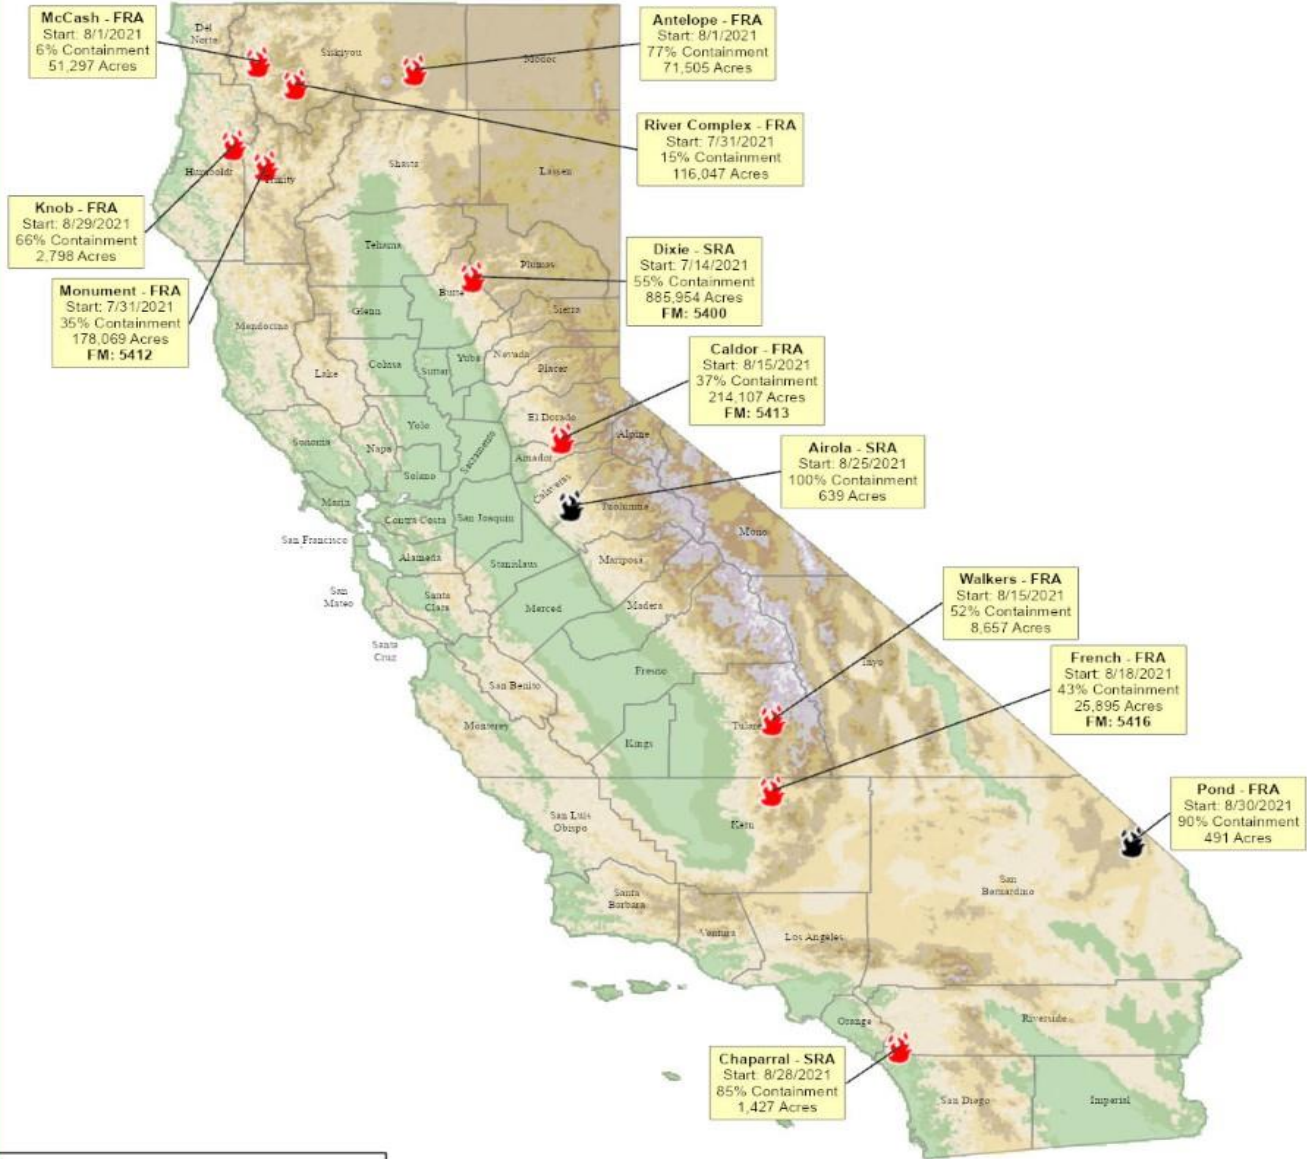 McCash - FRA
Start: 8/1/2021
6% Containment
51,297 Acres
Antelope - FRA
Start: 8/1/2021
77% Containment
71,505 Acres
River Complex - FRA
Start: 7/31/2021
15% Containment
116,047 Acres
Knob - FRA
Start: 8/29/2021
66% Containment
2,798 Acres
Monument - FRA
Start: 7/31/2021
35% Containment
178,069 Acres
FM: 5412
Dixie - SRA
Start: 7/14/2021
55% Containment
885,954 Acres
FM: 5400
Caldor - FRA
Start: 8/15/2021
37% Containment
214,107 Acres
FM: 5413
Airola - SRA
Start: 8/25/2021
100% Containment
639 Acres
Walkers - FRA
Start: 8/15/2021
52% Containment
8,657 Acres
French - FRA
Start: 8/18/2021
43% Containment
25,895 Acres
FM: 5416
Pond - FRA
Start: 8/30/2021
90% Containment
491 Acres
Chaparral - SRA
Start: 8/28/2021
85% Containment
1,427 Acres
Del
Norte
Siskiyou
Modoc
Humboldt
Trinity
Shasta
Lassen
Tehama
Plumas
Butte
Glenn
Sierra
Mendocino
Lake
Colusa
Sutter
Yuba
Nevada
Placer
El Dorado
Yolo
Sonoma
Napa
Sacramento
Amador
Alpine
Solano
Calaveras
Marin
Contra Costa
San Joaquin
Tuolumne
San Francisco
Alameda
Stanislaus
Mariposa
Mono
San
Mateo
Santa
Clara
Merced
Madera
Santa
Cruz
San Benito
Fresno
Inyo
Monterey
Kings
Tulare
San Luis
Obispo
Kern
San
Bernardino
Santa
Barbara
Ventura
Los Angeles
Orange
Riverside
San Diego
Imperial